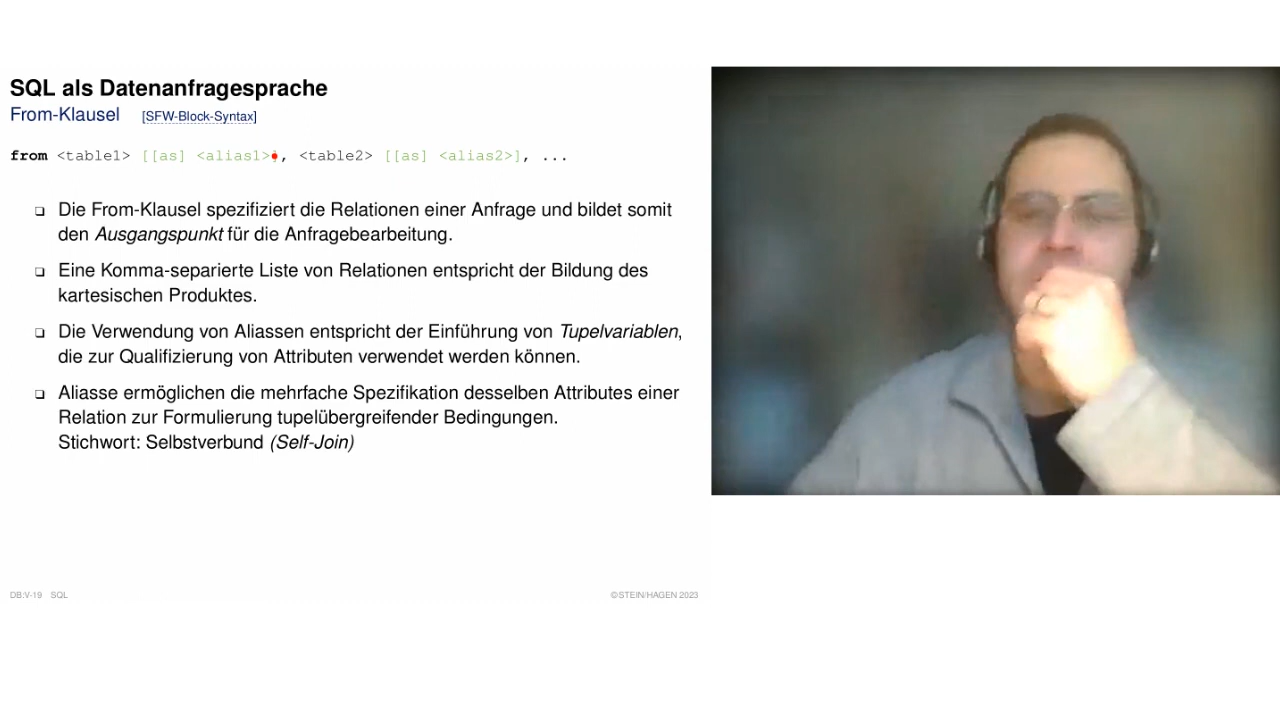 SQL als Datenanfragesprache
From-Klausel [SFW-Block-Syntax]
from <table1> [[as] <alias1>], <table2> [[as] <alias2>], ...
❑ Die From-Klausel spezifiziert die Relationen einer Anfrage und bildet somit
den Ausgangspunkt für die Anfragebearbeitung.
❑ Eine Komma-separierte Liste von Relationen entspricht der Bildung des
kartesischen Produktes.
❑ Die Verwendung von Aliassen entspricht der Einführung von Tupelvariablen,
die zur Qualifizierung von Attributen verwendet werden können.
❑ Aliasse ermöglichen die mehrfache Spezifikation desselben Attributes einer
Relation zur Formulierung tupelübergreifender Bedingungen.
Stichwort: Selbstverbund (Self-Join)
DB:V-19 SQL ©STEIN/HAGEN 2023